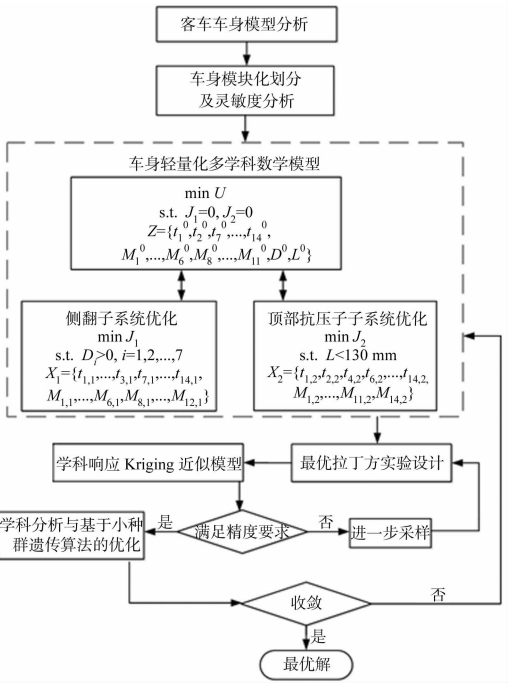 客车车身模型分析
车身模块化划分
及灵敏度分析
车身轻量化多学科数学模型
min U
s.t. J₁=0, J₂=0
Z={t₁⁰,t₂⁰,t₇⁰,...,t₁₄⁰,
M₁⁰,...,M₆⁰,M₈⁰,...,M₁₁⁰,D⁰,L⁰}
侧翻子系统优化
min J₁
s.t. Dᵢ>0, i=1,2,...,7
X₁={t₁,₁,...,t₃,₁,t₇,₁,...,t₁₄,₁,
M₁,₁,...,M₆,₁,M₈,₁,...,M₁₂,₁}
顶部抗压子子系统优化
min J₂
s.t. L<130 mm
X₂={t₁,₂,t₂,₂,t₄,₂,t₆,₂,...,t₁₄,₂,
M₁,₂,...,M₁₁,₂,M₁₄,₂}
学科响应 Kriging 近似模型
最优拉丁方实验设计
学科分析与基于小种
群遗传算法的优化
是
满足精度要求
否
进一步采样
收敛
否
是
最优解